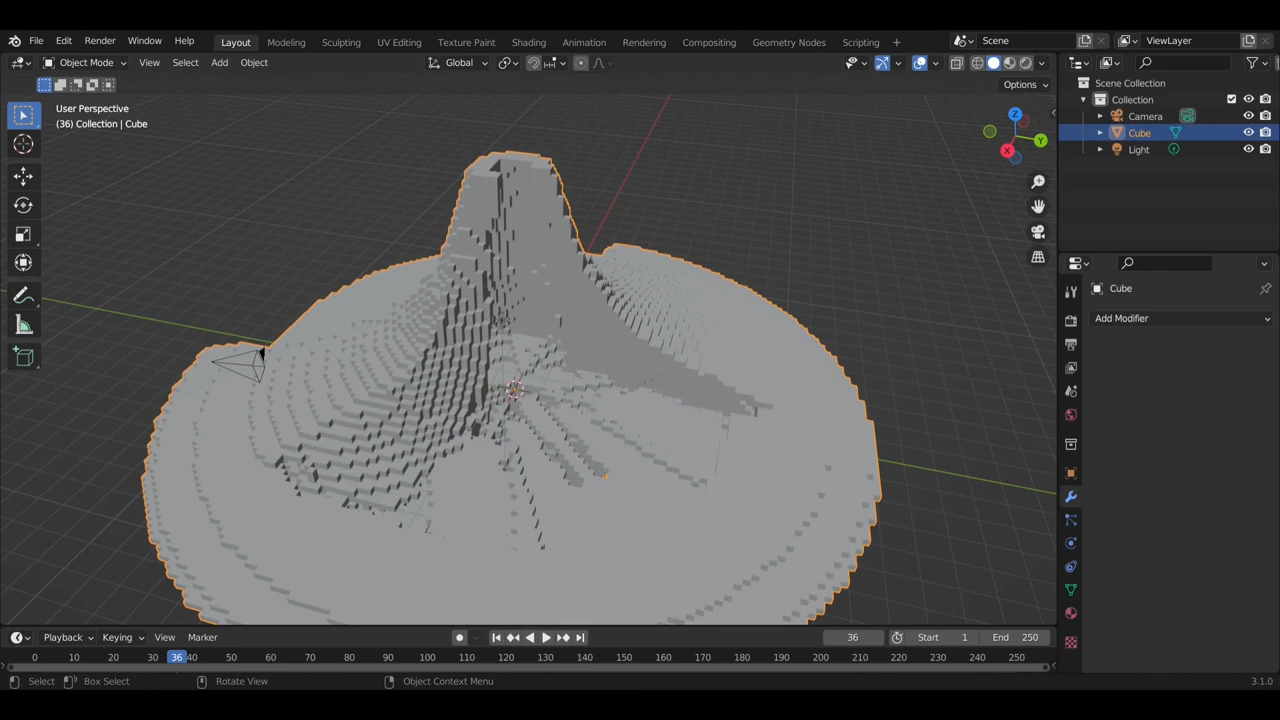 File Edit Render Window Help Layout Modeling Sculpting UV Editing Texture Paint Shading Animation Rendering Compositing Geometry Nodes Scripting + Scene ViewLayer
Object Mode View Select Add Object Global
Options
User Perspective
(36) Collection | Cube
Z
Y
X
Scene Collection
Collection
Camera
Cube
Light
Cube
Add Modifier
Playback Keying View Marker 36 Start 1 End 250
0 10 20 30 36 40 50 60 70 80 90 100 110 120 130 140 150 160 170 180 190 200 210 220 230 240 250
Select Box Select Rotate View Object Context Menu 3.1.0